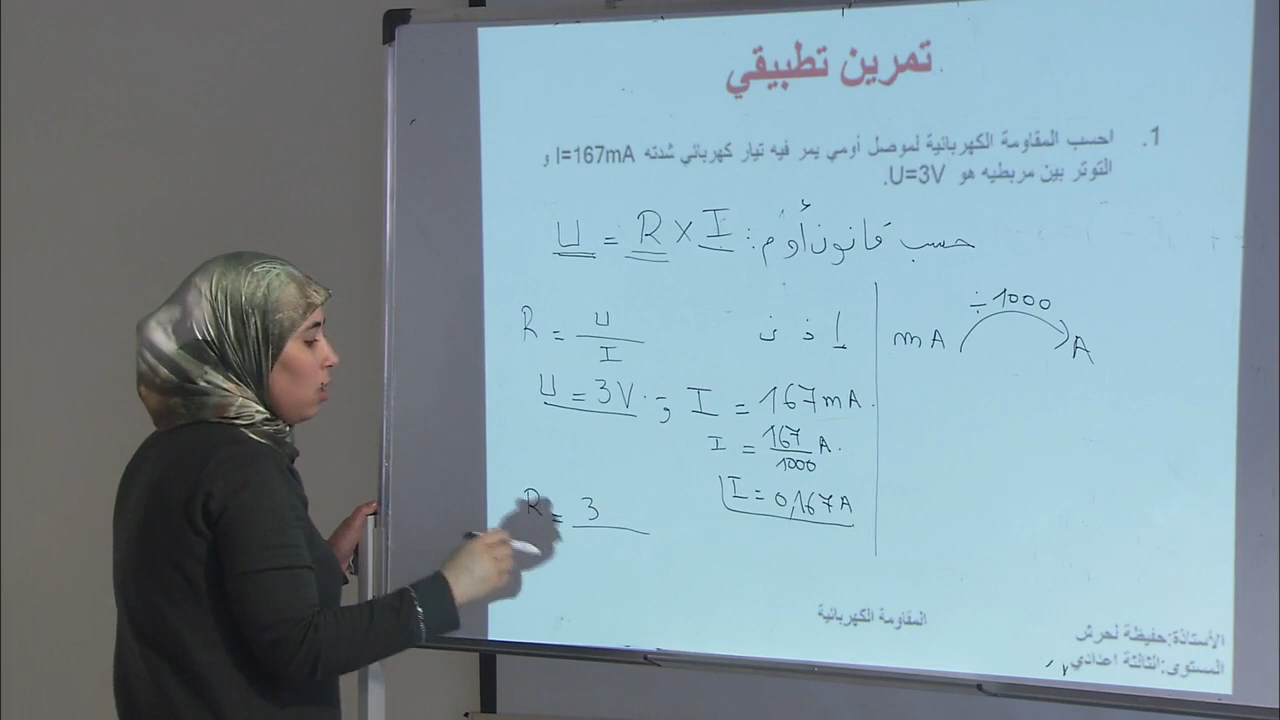 تمرين تطبيقي
1. احسب المقاومة الكهربائية لموصل أومي يمر فيه تيار كهربائي شدته I=167mA و
التوتر بين مربطيه هو U=3V.
حسب قانون أوم: U = R × I
إذن R = U / I
mA ÷1000 A
U = 3V ; I = 167mA.
I = 167/1000 A.
I = 0,167A
R = 3
المقاومة الكهربائية
الأستاذة:حفيظة لحرش
المستوى:الثالثة اعدادي